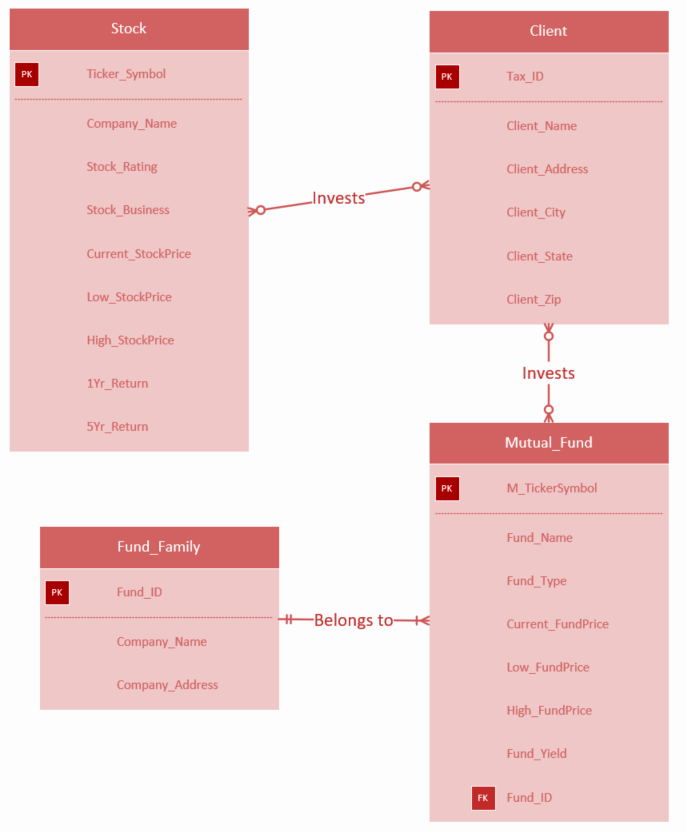 Stock
PK Ticker_Symbol
Company_Name
Stock_Rating
Stock_Business
Current_StockPrice
Low_StockPrice
High_StockPrice
1Yr_Return
5Yr_Return
Invests
Client
PK Tax_ID
Client_Name
Client_Address
Client_City
Client_State
Client_Zip
Invests
Mutual_Fund
PK M_TickerSymbol
Fund_Name
Fund_Type
Current_FundPrice
Low_FundPrice
High_FundPrice
Fund_Yield
FK Fund_ID
Fund_Family
PK Fund_ID
Company_Name
Company_Address
Belongs to